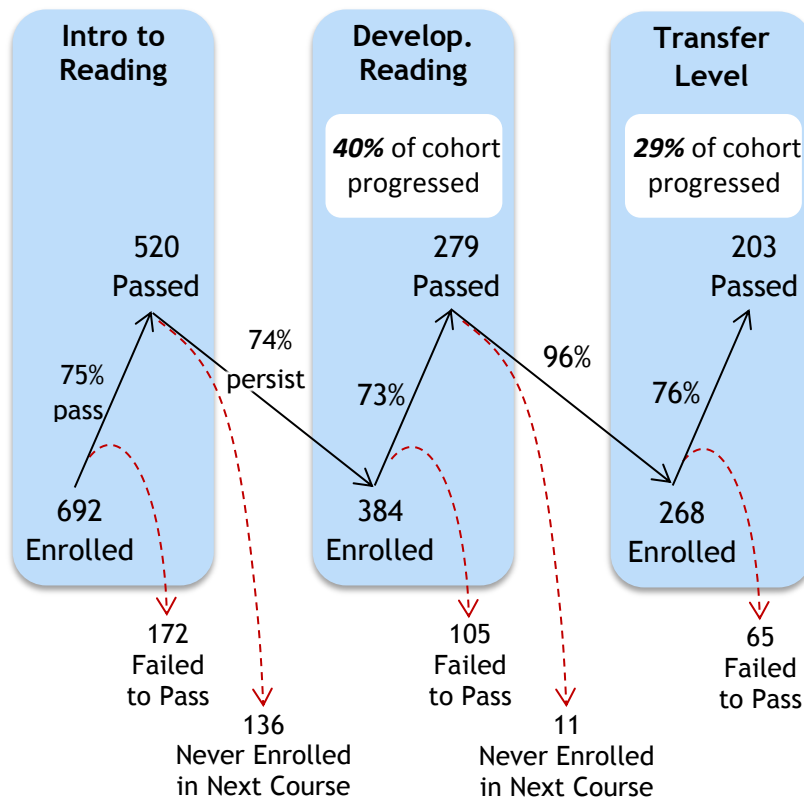 Intro to
Reading
520
Passed
75%
pass
692
Enrolled
172
Failed
to Pass
74%
persist
136
Never Enrolled
in Next Course
Develop.
Reading
40% of cohort
progressed
279
Passed
73%
384
Enrolled
105
Failed
to Pass
96%
11
Never Enrolled
in Next Course
Transfer
Level
29% of cohort
progressed
203
Passed
76%
268
Enrolled
65
Failed
to Pass